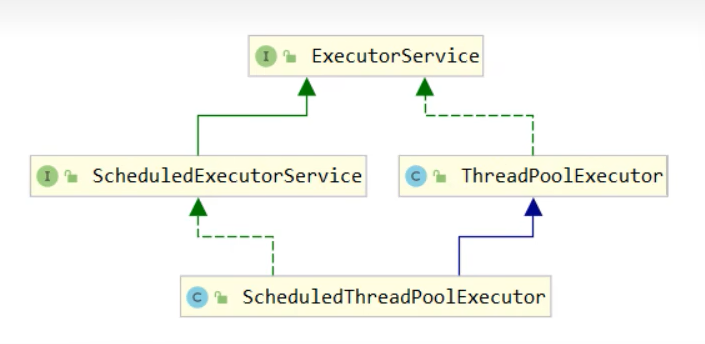 I ExecutorService
I ScheduledExecutorService
C ThreadPoolExecutor
C ScheduledThreadPoolExecutor